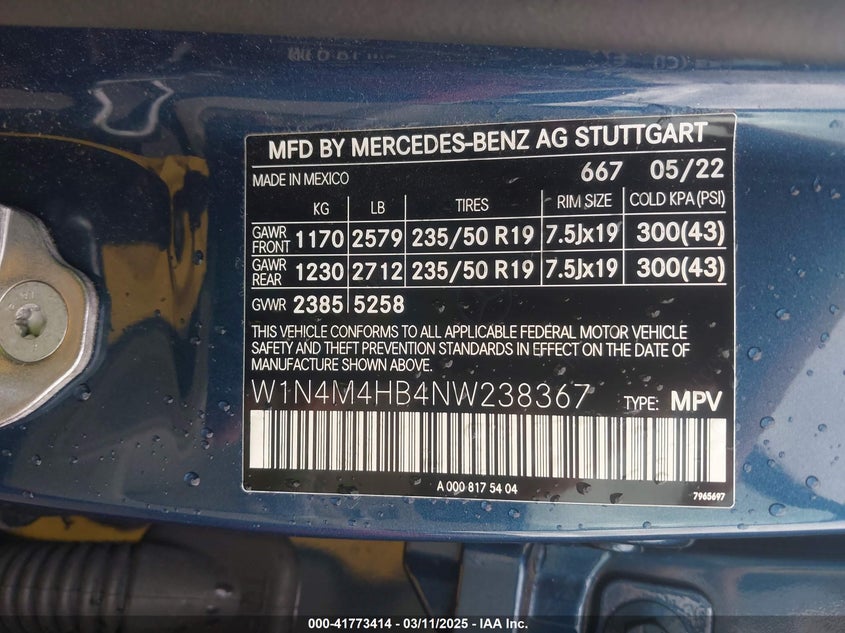 MFD BY MERCEDES-BENZ AG STUTTGART
MADE IN MEXICO 667 05/22
KG LB TIRES RIM SIZE COLD KPA (PSI)
GAWR FRONT 1170 2579 235/50 R19 7.5Jx19 300(43)
GAWR REAR 1230 2712 235/50 R19 7.5Jx19 300(43)
GVWR 2385 5258
THIS VEHICLE CONFORMS TO ALL APPLICABLE FEDERAL MOTOR VEHICLE
SAFETY AND THEFT PREVENTION STANDARDS IN EFFECT ON THE DATE OF
MANUFACTURE SHOWN ABOVE.
W1N4M4HB4NW238367 TYPE: MPV
A 000 817 54 04
7965697
000-41773414 - 03/11/2025 - IAA Inc.